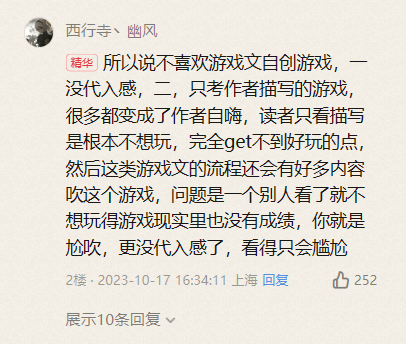 西行寺丶幽风
精华 所以说不喜欢游戏文自创游戏，一
没代入感，二，只考作者描写的游戏，
很多都变成了作者自嗨，读者只看描写
是根本不想玩，完全get不到好玩的点，
然后这类游戏文的流程还会有好多内容
吹这个游戏，问题是一个别人看了就不
想玩得游戏现实里也没有成绩，你就是
尬吹，更没代入感了，看得只会尴尬
2楼 · 2023-10-17 16:34:11 上海 回复 252
展示10条回复